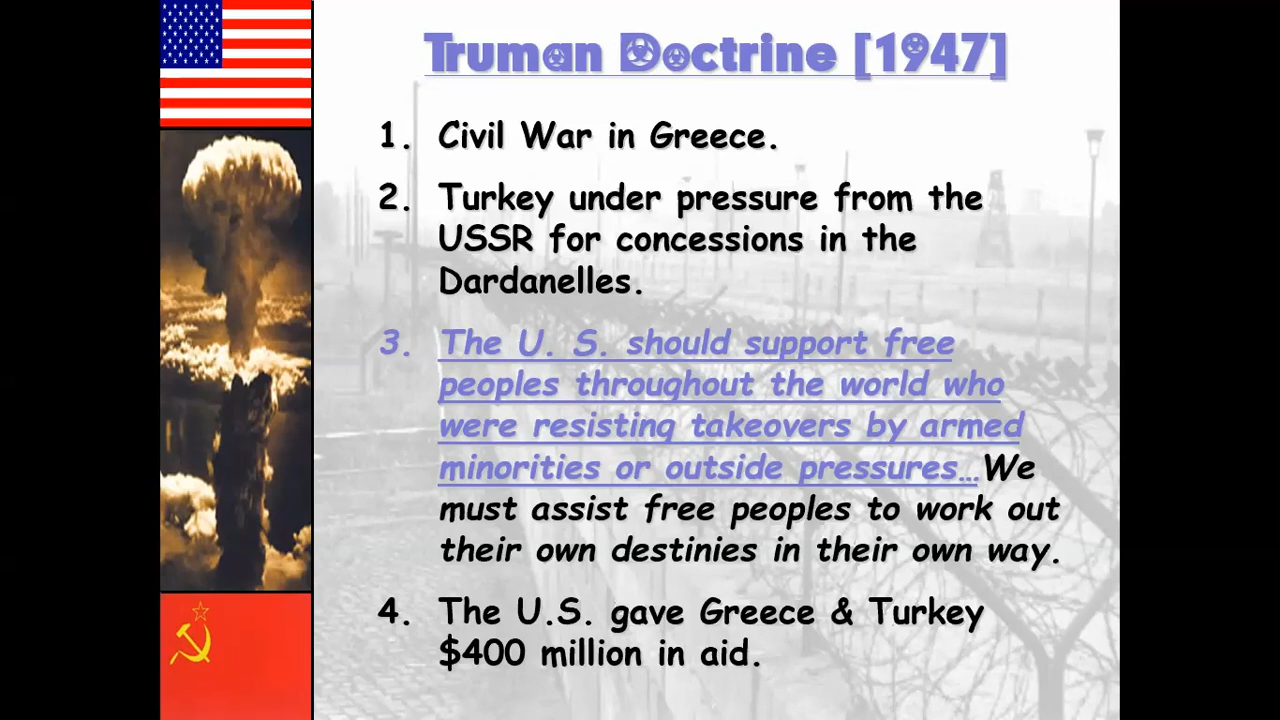 Truman Doctrine [1947]
1. Civil War in Greece.
2. Turkey under pressure from the
USSR for concessions in the
Dardanelles.
3. The U. S. should support free
peoples throughout the world who
were resisting takeovers by armed
minorities or outside pressures…We
must assist free peoples to work out
their own destinies in their own way.
4. The U.S. gave Greece & Turkey
$400 million in aid.